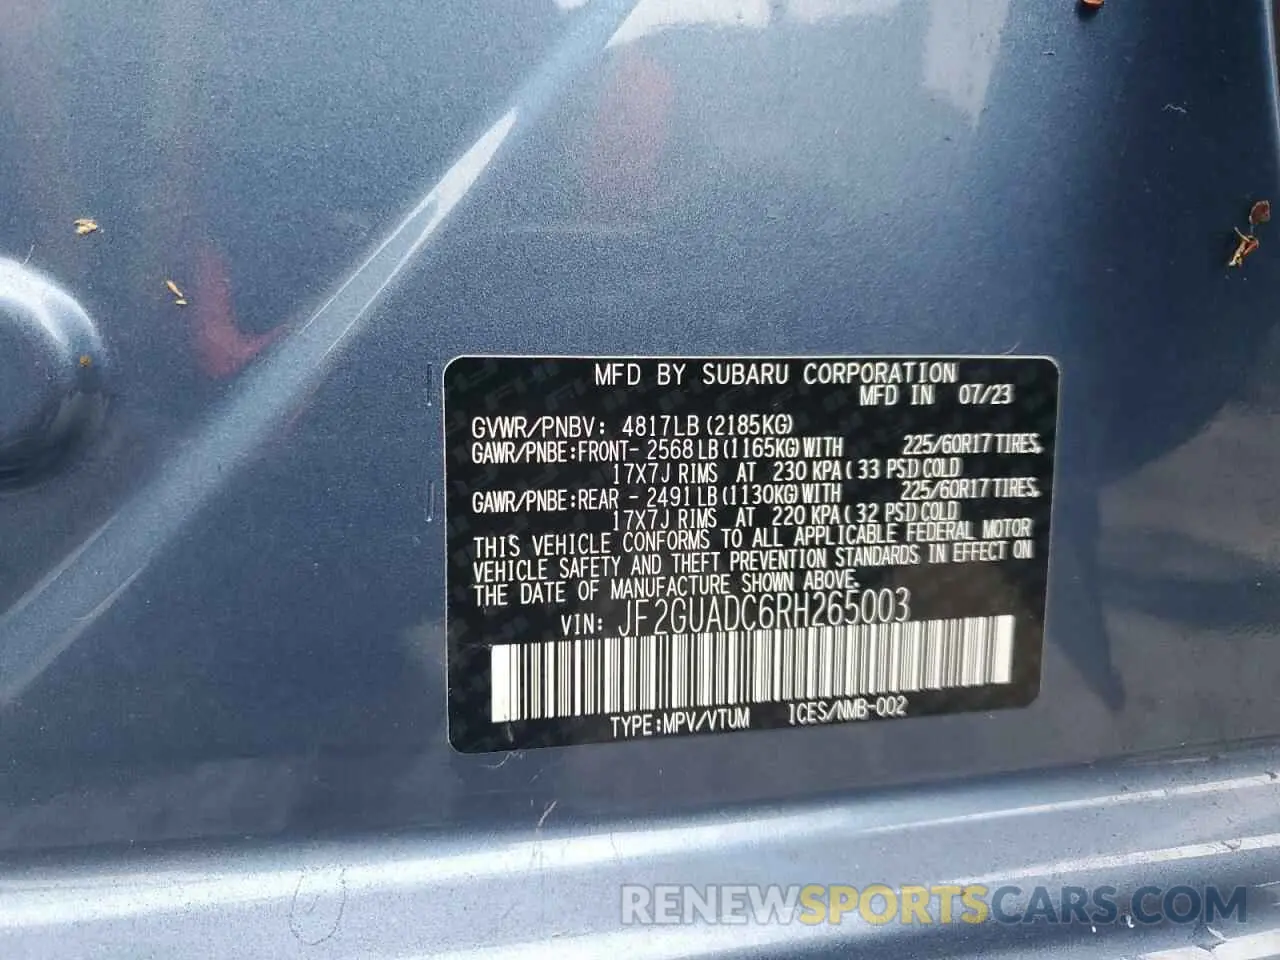 MFD BY SUBARU CORPORATION
MFD IN 07/23
GVWR/PNBV: 4817LB (2185KG)
GAWR/PNBE:FRONT- 2568LB (1165KG) WITH 225/60R17 TIRES,
17X7J RIMS AT 230 KPA ( 33 PSI) COLD
GAWR/PNBE:REAR - 2491LB (1130KG) WITH 225/60R17 TIRES,
17X7J RIMS AT 220 KPA ( 32 PSI) COLD
THIS VEHICLE CONFORMS TO ALL APPLICABLE FEDERAL MOTOR
VEHICLE SAFETY AND THEFT PREVENTION STANDARDS IN EFFECT ON
THE DATE OF MANUFACTURE SHOWN ABOVE.
VIN: JF2GUADC6RH265003
TYPE:MPV/VTUM ICES/NMB-002
RENEWSPORTSCARS.COM